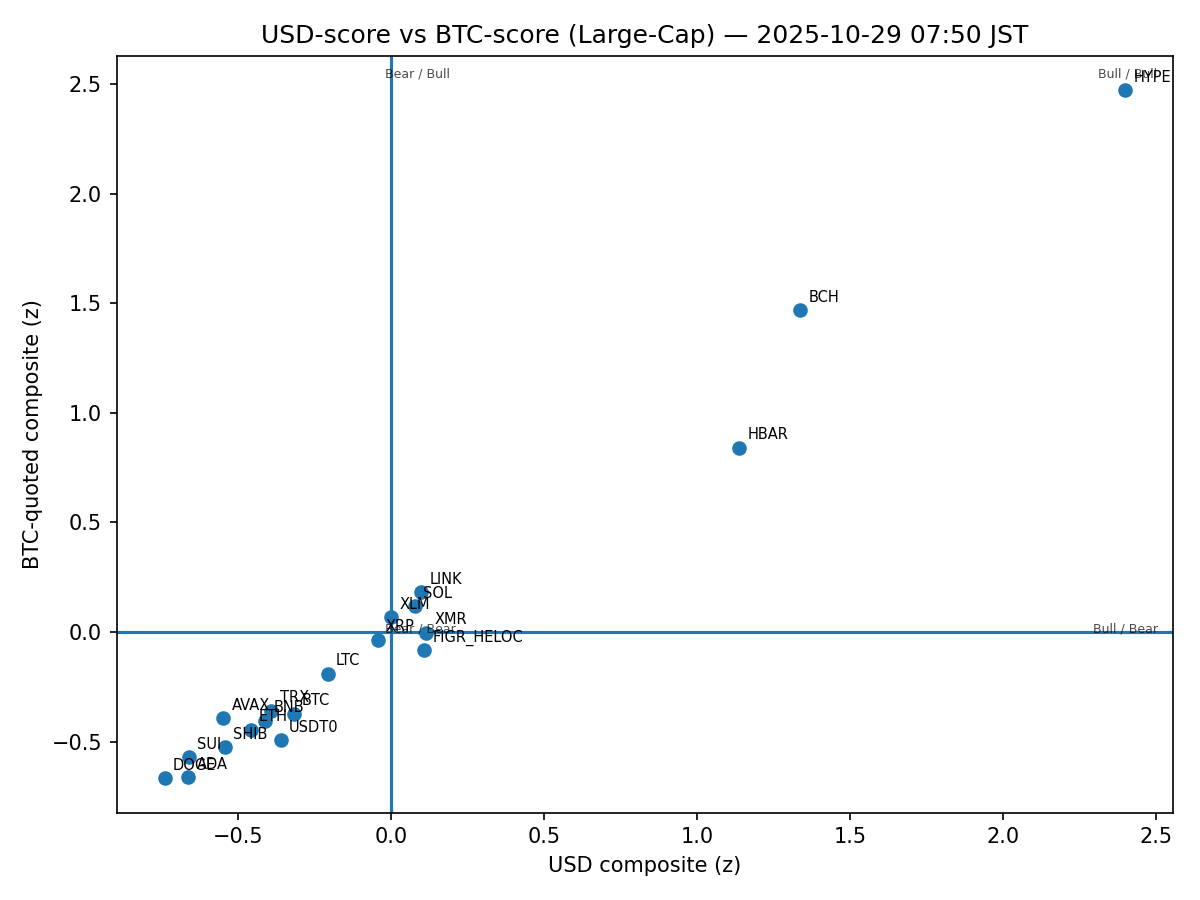 USD-score vs BTC-score (Large-Cap) — 2025-10-29 07:50 JST
Bear / Bull
Bull / Bull
HYPE
BCH
HBAR
LINK
SOL
XLM
XMR
XRP
Bear / Bear
Bull / Bear
FIGR_HELOC
LTC
TRX
BTC
AVAX
BNB
ETH
USDT0
SHIB
SUI
DOGE
ADA
2.5
2.0
1.5
1.0
0.5
0.0
−0.5
−0.5
0.0
0.5
1.0
1.5
2.0
2.5
BTC-quoted composite (z)
USD composite (z)